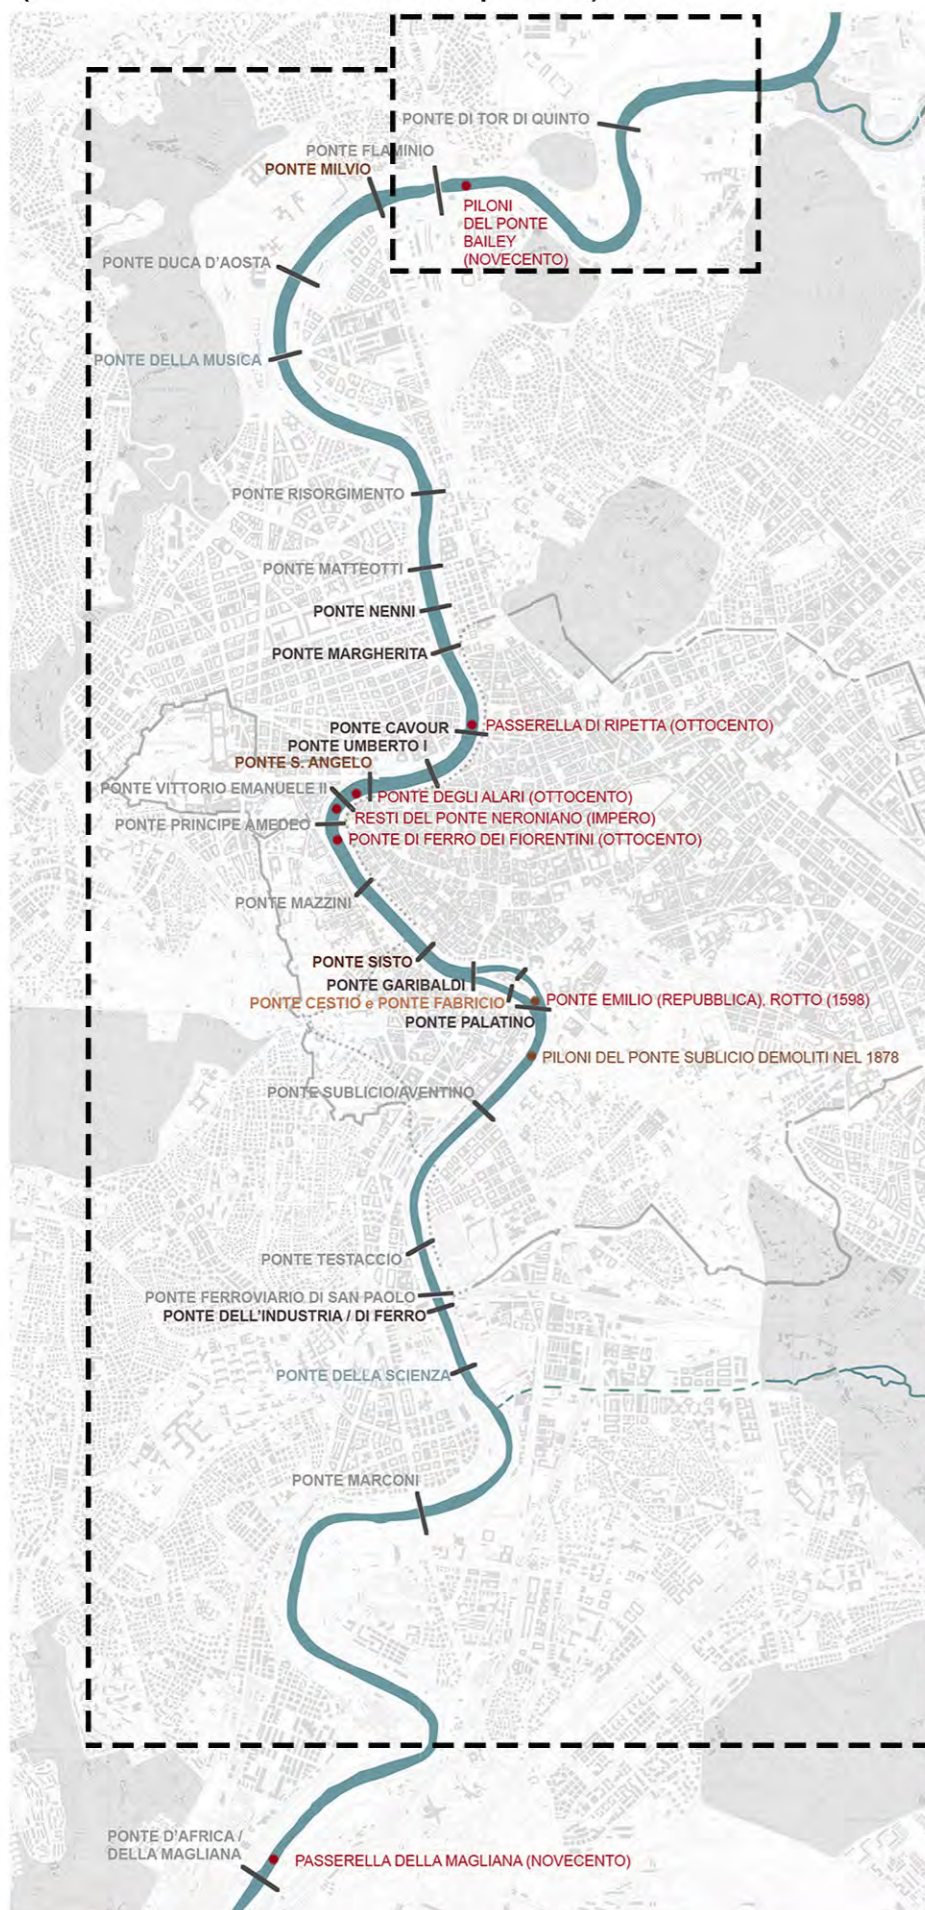 PONTE DI TOR DI QUINTO
PONTE FLAMINIO
PONTE MILVIO
PILONI
DEL PONTE
BAILEY
(NOVECENTO)
PONTE DUCA D'AOSTA
PONTE DELLA MUSICA
PONTE RISORGIMENTO
PONTE MATTEOTTI
PONTE NENNI
PONTE MARGHERITA
PASSERELLA DI RIPETTA (OTTOCENTO)
PONTE CAVOUR
PONTE UMBERTO I
PONTE S. ANGELO
PONTE VITTORIO EMANUELE II
PONTE DEGLI ALARI (OTTOCENTO)
RESTI DEL PONTE NERONIANO (IMPERO)
PONTE PRINCIPE AMEDEO
PONTE DI FERRO DEI FIORENTINI (OTTOCENTO)
PONTE MAZZINI
PONTE SISTO
PONTE GARIBALDI
PONTE CESTIO e PONTE FABRICIO
PONTE EMILIO (REPUBBLICA). ROTTO (1598)
PONTE PALATINO
PILONI DEL PONTE SUBLICIO DEMOLITI NEL 1878
PONTE SUBLICIO/AVENTINO
PONTE TESTACCIO
PONTE FERROVIARIO DI SAN PAOLO
PONTE DELL'INDUSTRIA / DI FERRO
PONTE DELLA SCIENZA
PONTE MARCONI
PONTE D'AFRICA /
DELLA MAGLIANA
PASSERELLA DELLA MAGLIANA (NOVECENTO)